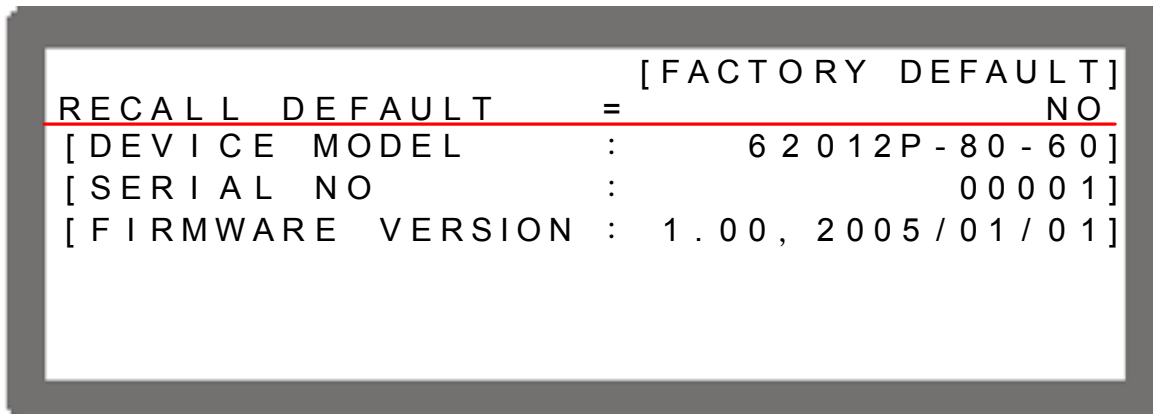 [FACTORY DEFAULT]
RECALL DEFAULT = NO
[DEVICE MODEL : 62012P-80-60]
[SERIAL NO : 00001]
[FIRMWARE VERSION : 1.00, 2005/01/01]